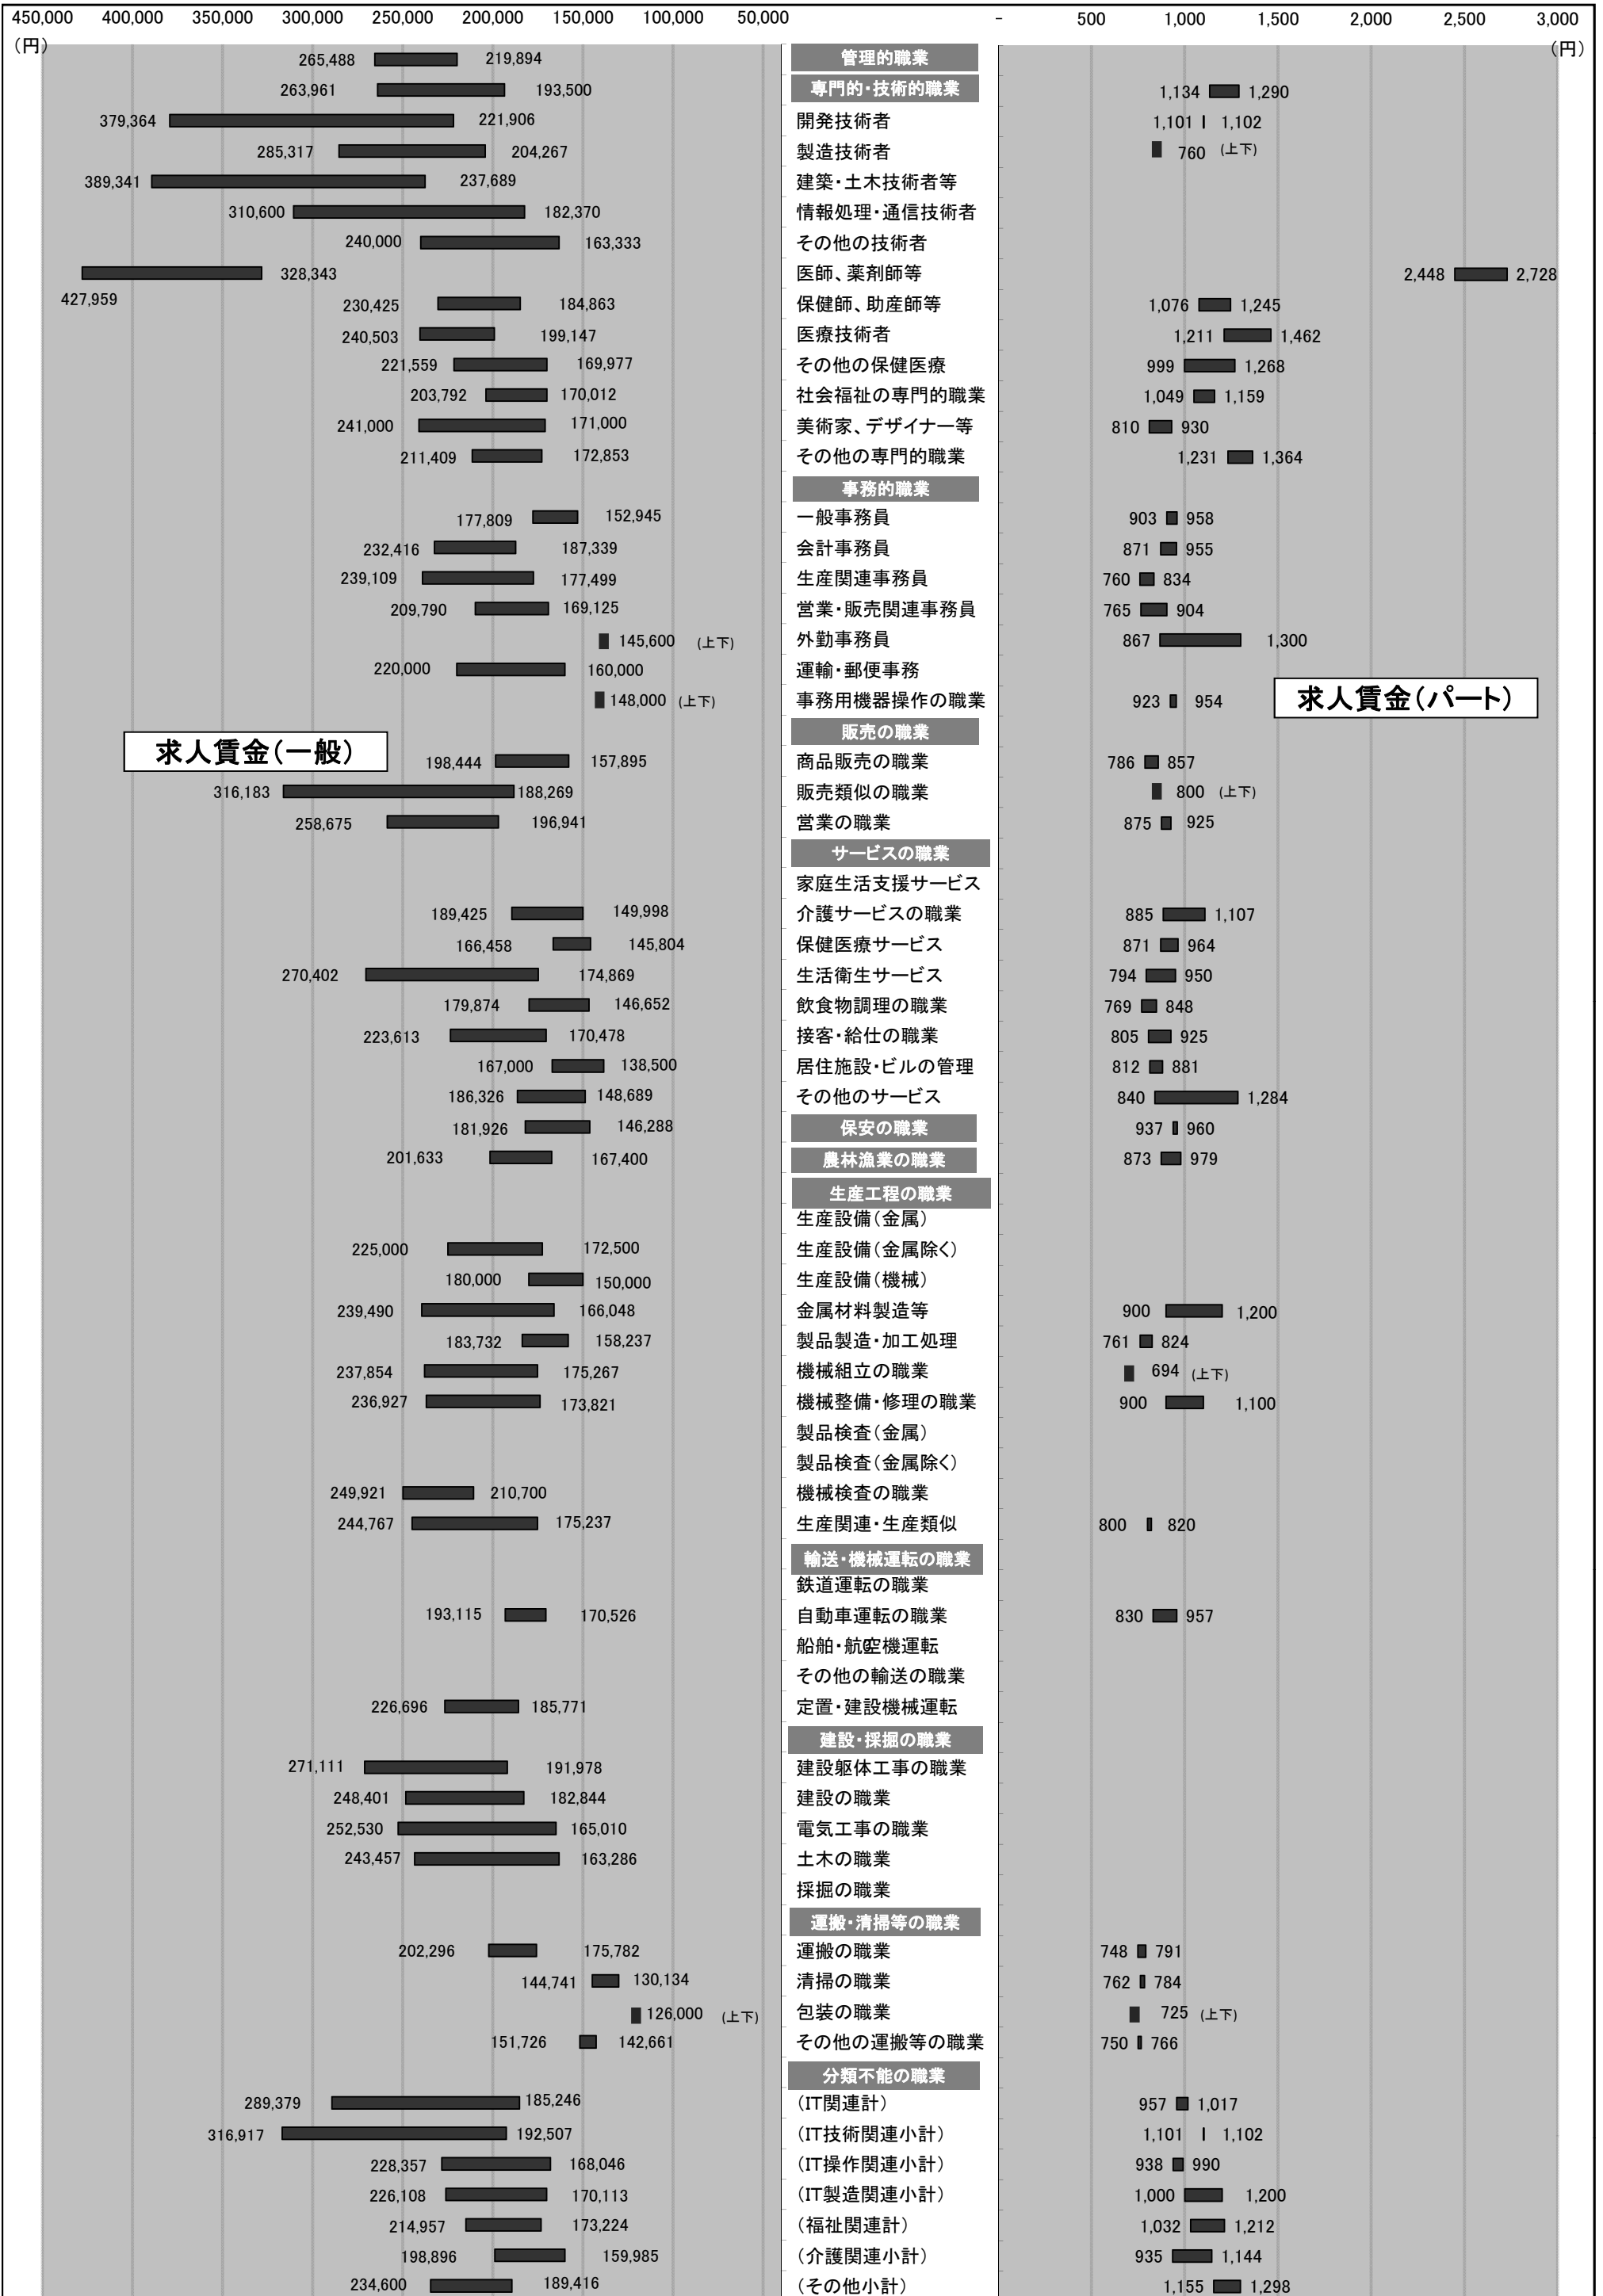 450,000 400,000 350,000 300,000 250,000 200,000 150,000 100,000 50,000 - 500 1,000 1,500 2,000 2,500 3,000
(円) (円)
265,488 219,894 管理的職業
263,961 193,500 専門的・技術的職業 1,134 1,290
379,364 221,906 開発技術者 1,101 1,102
285,317 204,267 製造技術者 760 (上下)
389,341 237,689 建築・土木技術者等
310,600 182,370 情報処理・通信技術者
240,000 163,333 その他の技術者
427,959 328,343 医師、薬剤師等 2,448 2,728
230,425 184,863 保健師、助産師等 1,076 1,245
240,503 199,147 医療技術者 1,211 1,462
221,559 169,977 その他の保健医療 999 1,268
203,792 170,012 社会福祉の専門的職業 1,049 1,159
241,000 171,000 美術家、デザイナー等 810 930
211,409 172,853 その他の専門的職業 1,231 1,364
事務的職業
177,809 152,945 一般事務員 903 958
232,416 187,339 会計事務員 871 955
239,109 177,499 生産関連事務員 760 834
209,790 169,125 営業・販売関連事務員 765 904
145,600 (上下) 外勤事務員 867 1,300
220,000 160,000 運輸・郵便事務
148,000 (上下) 事務用機器操作の職業 923 954
求人賃金(パート)
販売の職業
求人賃金(一般)
198,444 157,895 商品販売の職業 786 857
316,183 188,269 販売類似の職業 800 (上下)
258,675 196,941 営業の職業 875 925
サービスの職業
家庭生活支援サービス
189,425 149,998 介護サービスの職業 885 1,107
166,458 145,804 保健医療サービス 871 964
270,402 174,869 生活衛生サービス 794 950
179,874 146,652 飲食物調理の職業 769 848
223,613 170,478 接客・給仕の職業 805 925
167,000 138,500 居住施設・ビルの管理 812 881
186,326 148,689 その他のサービス 840 1,284
181,926 146,288 保安の職業 937 960
201,633 167,400 農林漁業の職業 873 979
生産工程の職業
生産設備(金属)
225,000 172,500 生産設備(金属除く)
180,000 150,000 生産設備(機械)
239,490 166,048 金属材料製造等 900 1,200
183,732 158,237 製品製造・加工処理 761 824
237,854 175,267 機械組立の職業 694 (上下)
236,927 173,821 機械整備・修理の職業 900 1,100
製品検査(金属)
製品検査(金属除く)
249,921 210,700 機械検査の職業
244,767 175,237 生産関連・生産類似 800 820
輸送・機械運転の職業
鉄道運転の職業
193,115 170,526 自動車運転の職業 830 957
船舶・航空機運転
その他の輸送の職業
226,696 185,771 定置・建設機械運転
建設・採掘の職業
271,111 191,978 建設躯体工事の職業
248,401 182,844 建設の職業
252,530 165,010 電気工事の職業
243,457 163,286 土木の職業
採掘の職業
運搬・清掃等の職業
202,296 175,782 運搬の職業 748 791
144,741 130,134 清掃の職業 762 784
126,000 (上下) 包装の職業 725 (上下)
151,726 142,661 その他の運搬等の職業 750 766
分類不能の職業
289,379 185,246 (IT関連計) 957 1,017
316,917 192,507 (IT技術関連小計) 1,101 1,102
228,357 168,046 (IT操作関連小計) 938 990
226,108 170,113 (IT製造関連小計) 1,000 1,200
214,957 173,224 (福祉関連計) 1,032 1,212
198,896 159,985 (介護関連小計) 935 1,144
234,600 189,416 (その他小計) 1,155 1,298